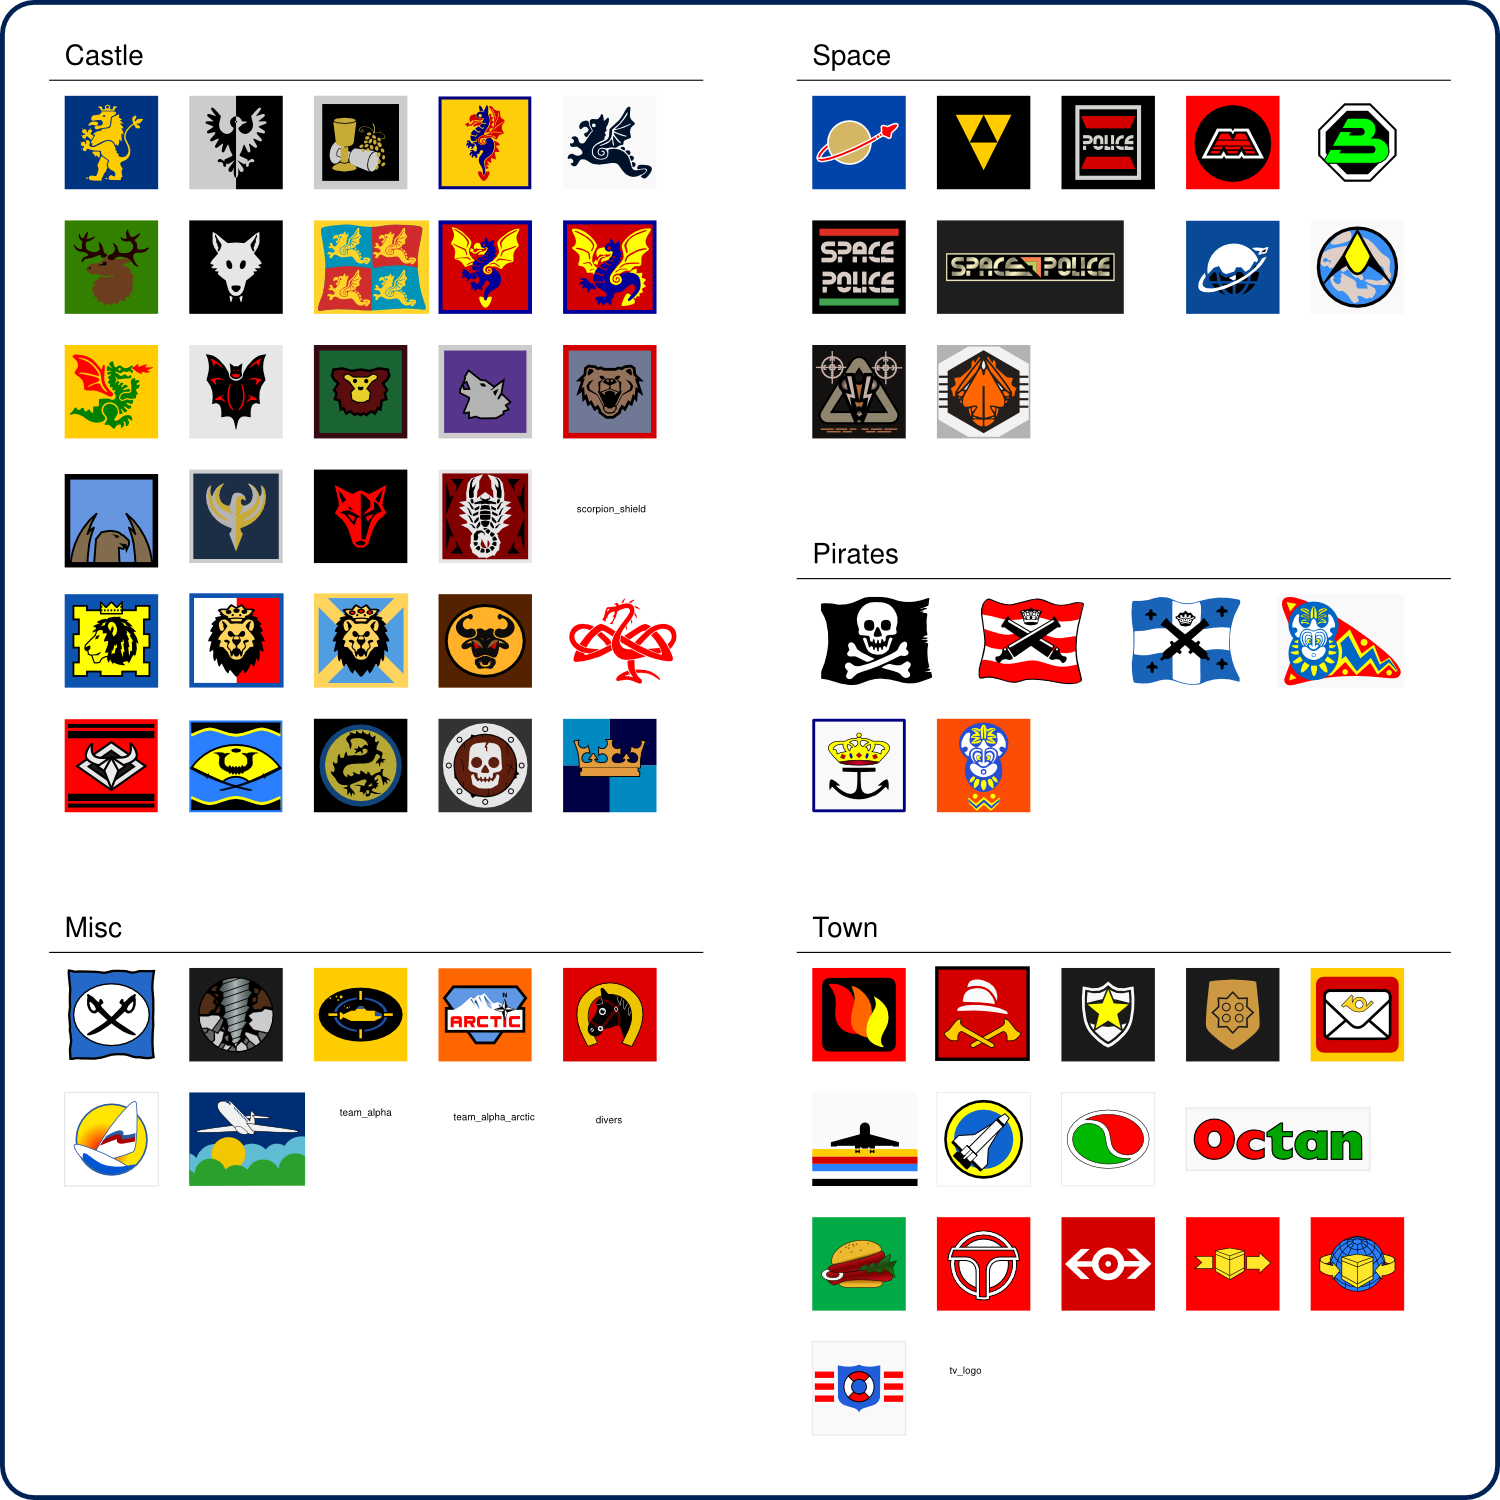 Castle
scorpion_shield
Space
POLICE
M
B
SPACE
POLICE
SPACE POLICE
Pirates
Misc
N
ARCTIC
team_alpha
team_alpha_arctic
divers
Town
Octan
tv_logo